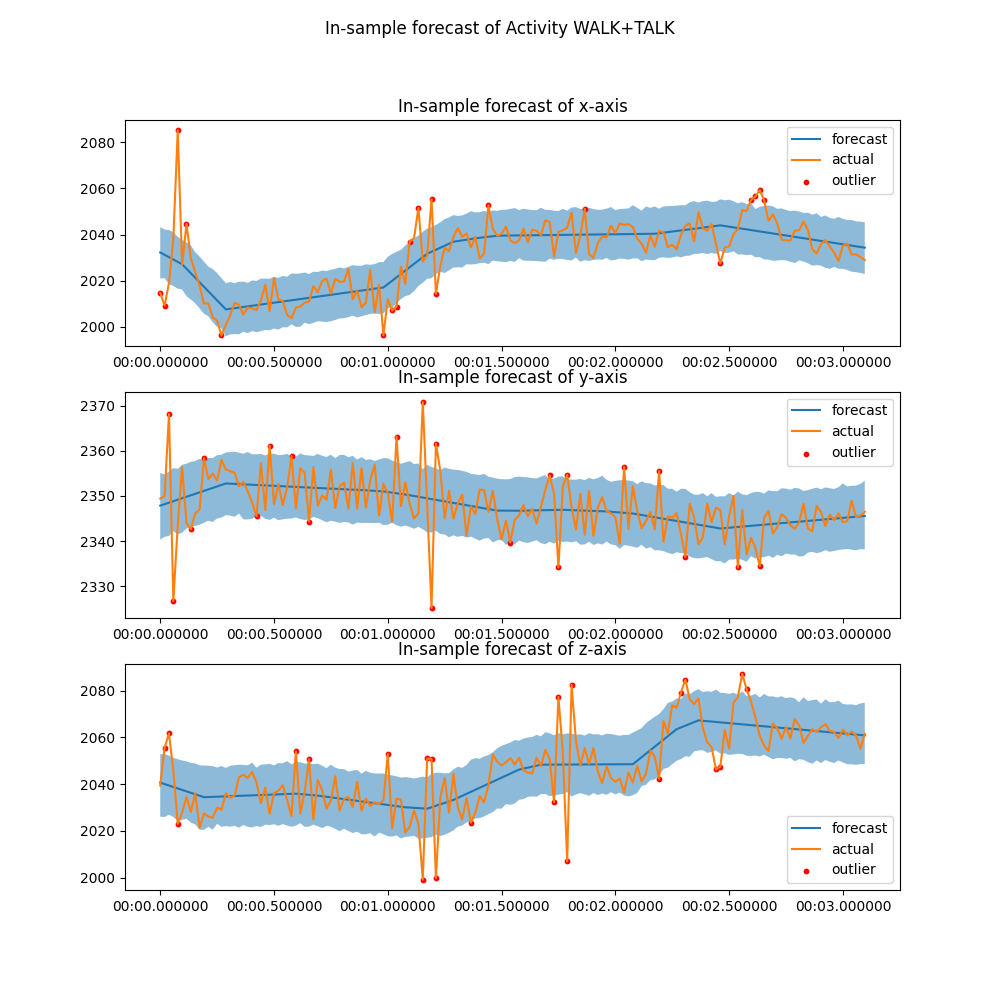 In-sample forecast of Activity WALK+TALK
In-sample forecast of x-axis
2080
2060
2040
2020
2000
forecast
actual
outlier
00:00.000000 00:00.500000 00:01.000000 00:01.500000 00:02.000000 00:02.500000 00:03.000000
In-sample forecast of y-axis
2370
2360
2350
2340
2330
forecast
actual
outlier
00:00.000000 00:00.500000 00:01.000000 00:01.500000 00:02.000000 00:02.500000 00:03.000000
In-sample forecast of z-axis
2080
2060
2040
2020
2000
forecast
actual
outlier
00:00.000000 00:00.500000 00:01.000000 00:01.500000 00:02.000000 00:02.500000 00:03.000000